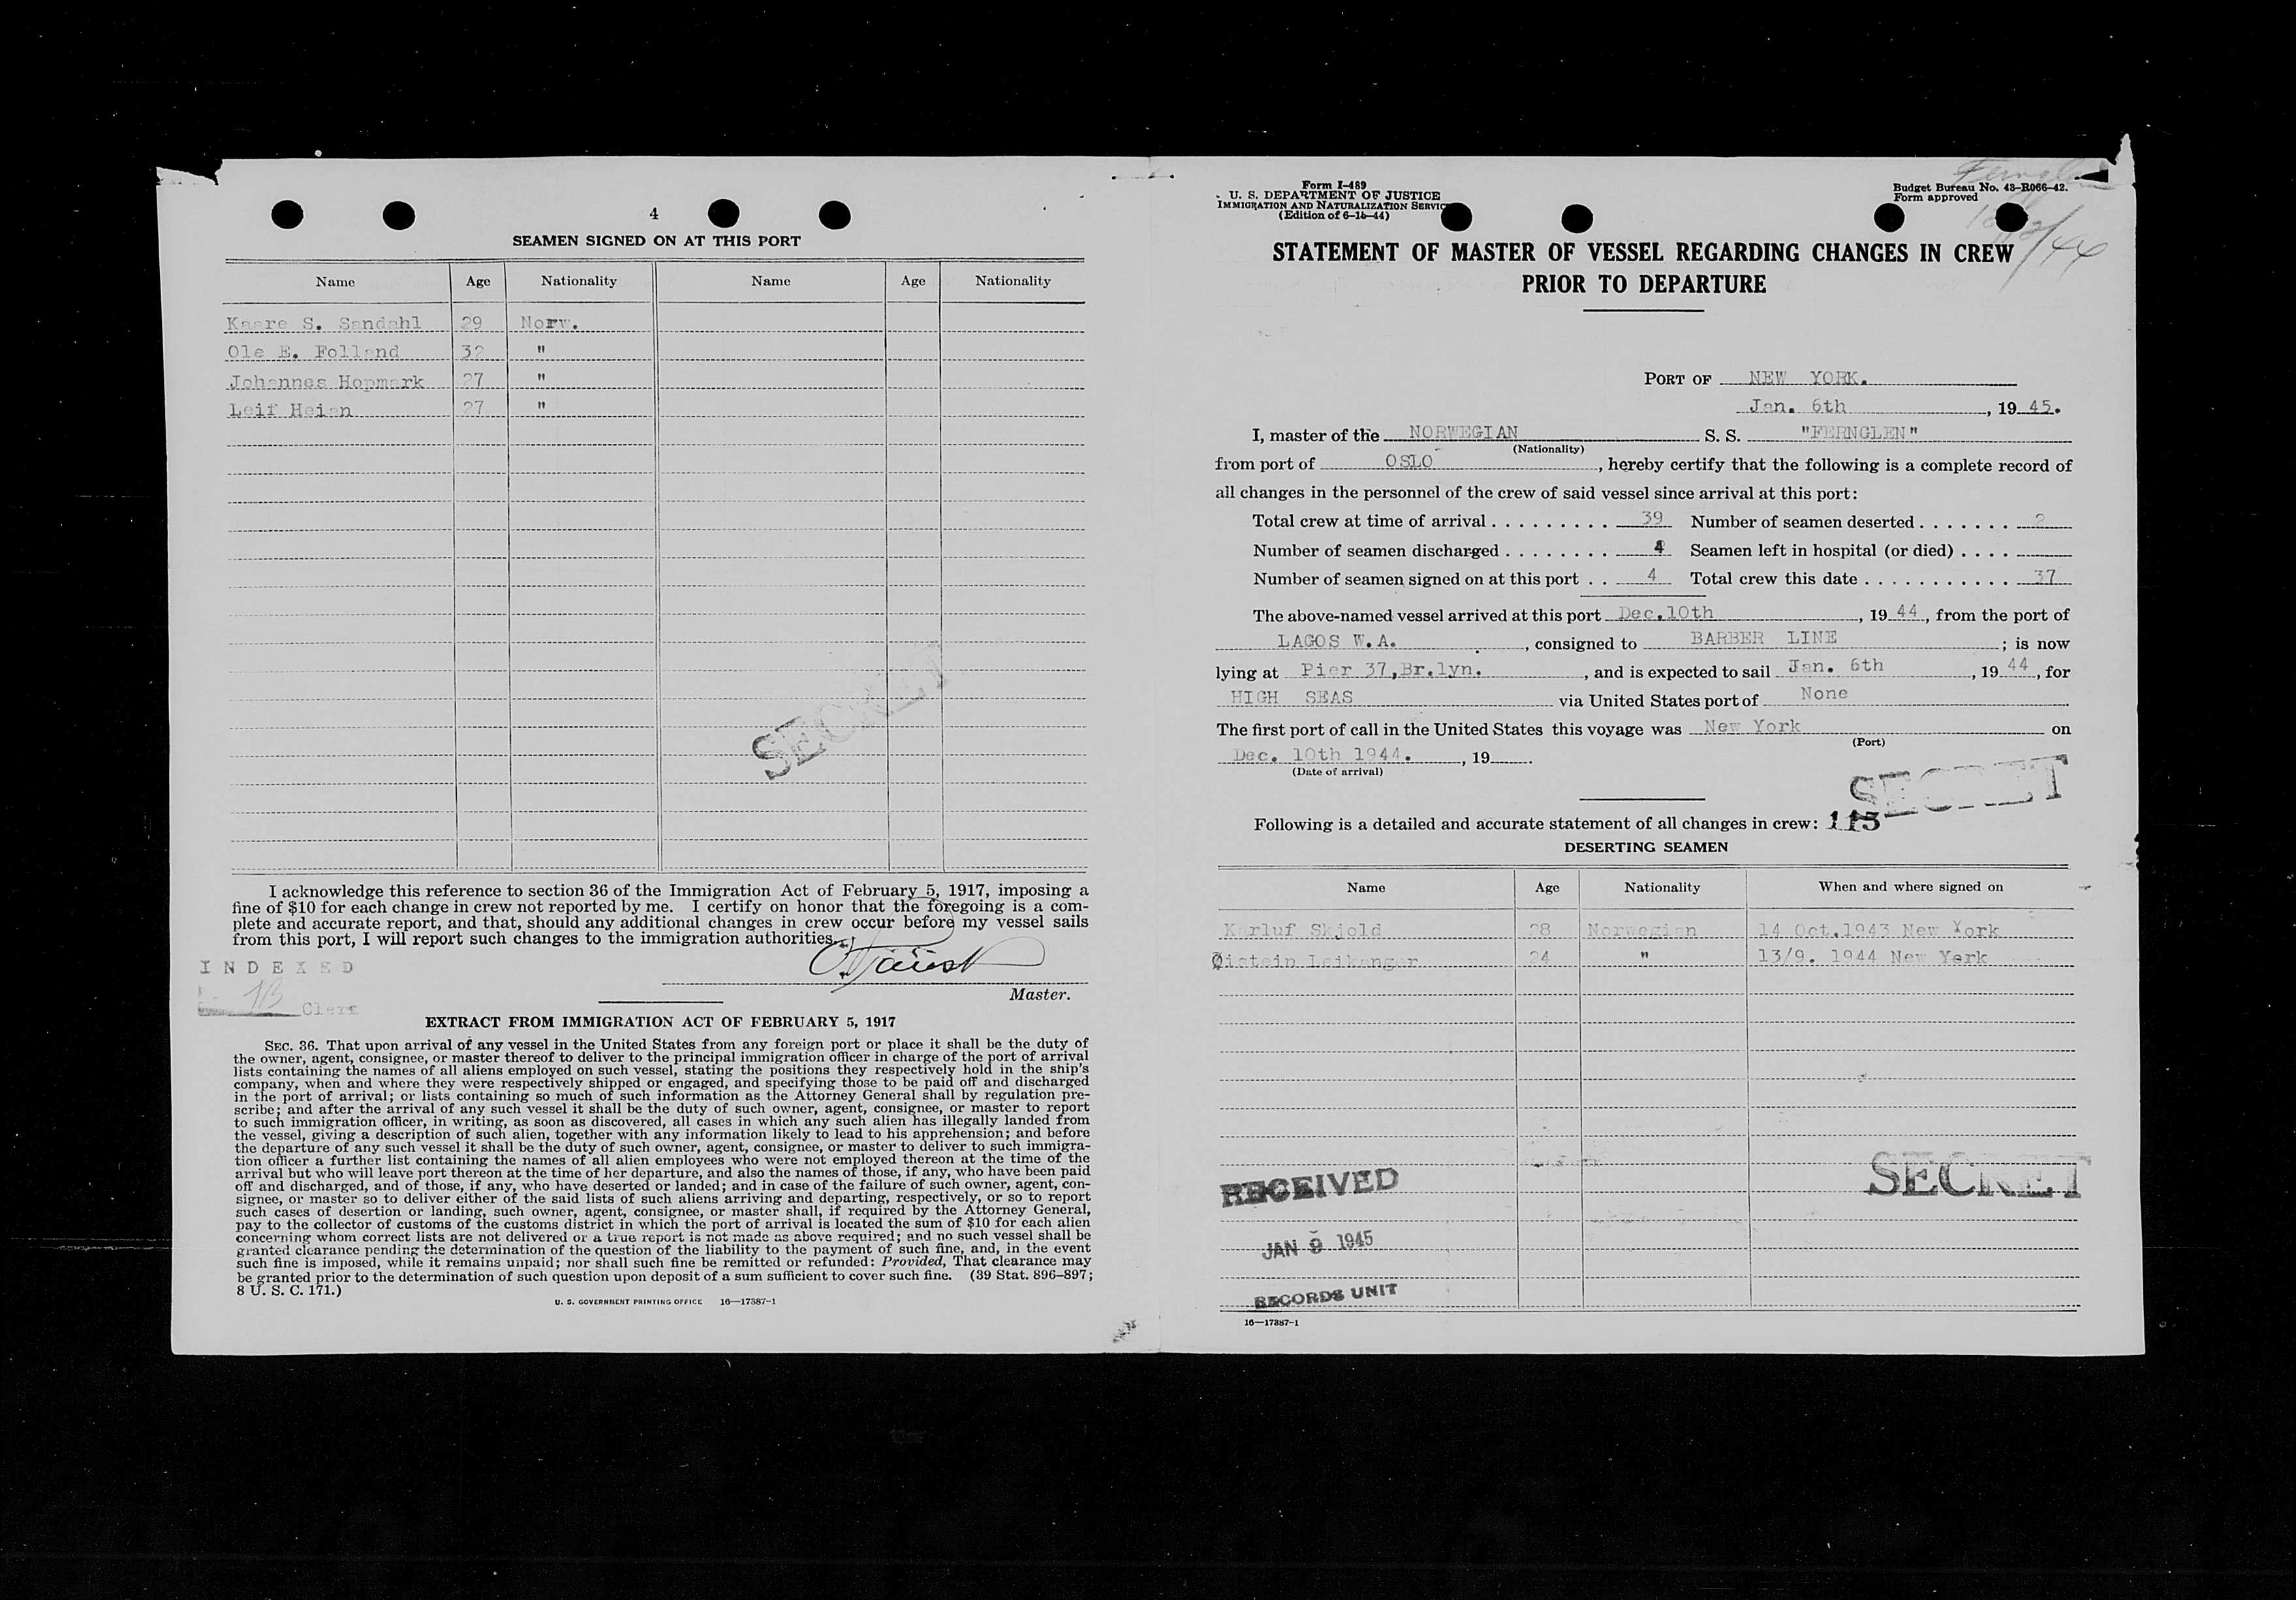 4
SEAMEN SIGNED ON AT THIS PORT
Name Age Nationality Name Age Nationality
Kaare S. Sandahl 29 Norw.
Ole E. Folland 32 "
Johannes Hopmark 27 "
Leif Heian 27 "
SECRET
I acknowledge this reference to section 36 of the Immigration Act of February 5, 1917, imposing a
fine of $10 for each change in crew not reported by me. I certify on honor that the foregoing is a com-
plete and accurate report, and that, should any additional changes in crew occur before my vessel sails
from this port, I will report such changes to the immigration authorities.
INDEXED
Clerk
Master.
EXTRACT FROM IMMIGRATION ACT OF FEBRUARY 5, 1917
SEC. 36. That upon arrival of any vessel in the United States from any foreign port or place it shall be the duty of
the owner, agent, consignee, or master thereof to deliver to the principal immigration officer in charge of the port of arrival
lists containing the names of all aliens employed on such vessel, stating the positions they respectively hold in the ship's
company, when and where they were respectively shipped or engaged, and specifying those to be paid off and discharged
in the port of arrival; or lists containing so much of such information as the Attorney General shall by regulation pre-
scribe; and after the arrival of any such vessel it shall be the duty of such owner, agent, consignee, or master to report
to such immigration officer, in writing, as soon as discovered, all cases in which any such alien has illegally landed from
the vessel, giving a description of such alien, together with any information likely to lead to his apprehension; and before
the departure of any such vessel it shall be the duty of such owner, agent, consignee, or master to deliver to such immigra-
tion officer a further list containing the names of all alien employees who were not employed thereon at the time of the
arrival but who will leave port thereon at the time of her departure, and also the names of those, if any, who have been paid
off and discharged, and of those, if any, who have deserted or landed; and in case of the failure of such owner, agent, con-
signee, or master so to deliver either of the said lists of such aliens arriving and departing, respectively, or so to report
such cases of desertion or landing, such owner, agent, consignee, or master shall, if required by the Attorney General,
pay to the collector of customs of the customs district in which the port of arrival is located the sum of $10 for each alien
concerning whom correct lists are not delivered or a true report is not made as above required; and no such vessel shall be
granted clearance pending the determination of the question of the liability to the payment of such fine, and, in the event
such fine is imposed, while it remains unpaid; nor shall such fine be remitted or refunded: Provided, That clearance may
be granted prior to the determination of such question upon deposit of a sum sufficient to cover such fine. (39 Stat. 896–897;
8 U. S. C. 171.)
U. S. GOVERNMENT PRINTING OFFICE 16—17387-1
Form I-489
U. S. DEPARTMENT OF JUSTICE
IMMIGRATION AND NATURALIZATION SERVICE
(Edition of 6-15-44)
Fernglen
Budget Bureau No. 43-R066-42.
Form approved
STATEMENT OF MASTER OF VESSEL REGARDING CHANGES IN CREW
PRIOR TO DEPARTURE
PORT OF NEW YORK.
Jan. 6th, 19 45.
I, master of the NORWEGIAN S. S. "FERNGLEN"
(Nationality)
from port of OSLO, hereby certify that the following is a complete record of
all changes in the personnel of the crew of said vessel since arrival at this port:
Total crew at time of arrival . . . . . . . . . 39 Number of seamen deserted . . . . . . . 2
Number of seamen discharged . . . . . . . . 4 Seamen left in hospital (or died) . . . .
Number of seamen signed on at this port . . 4 Total crew this date . . . . . . . . . . . 37
The above-named vessel arrived at this port Dec.10th, 19 44, from the port of
LAGOS W.A., consigned to BARBER LINE; is now
lying at Pier 37,Br.lyn., and is expected to sail Jan. 6th, 19 44, for
HIGH SEAS via United States port of None.
The first port of call in the United States this voyage was New York on
(Port)
Dec. 10th 1944., 19 .
(Date of arrival)
SECRET
Following is a detailed and accurate statement of all changes in crew: 115
DESERTING SEAMEN
Name Age Nationality When and where signed on
Karluf Skjold 28 Norwegian 14 Oct.1943 New York
Øistein Leikanger 24 " 13/9. 1944 New Yerk
SECRET
RECEIVED
JAN 9 1945
RECORDS UNIT
16—17387-1